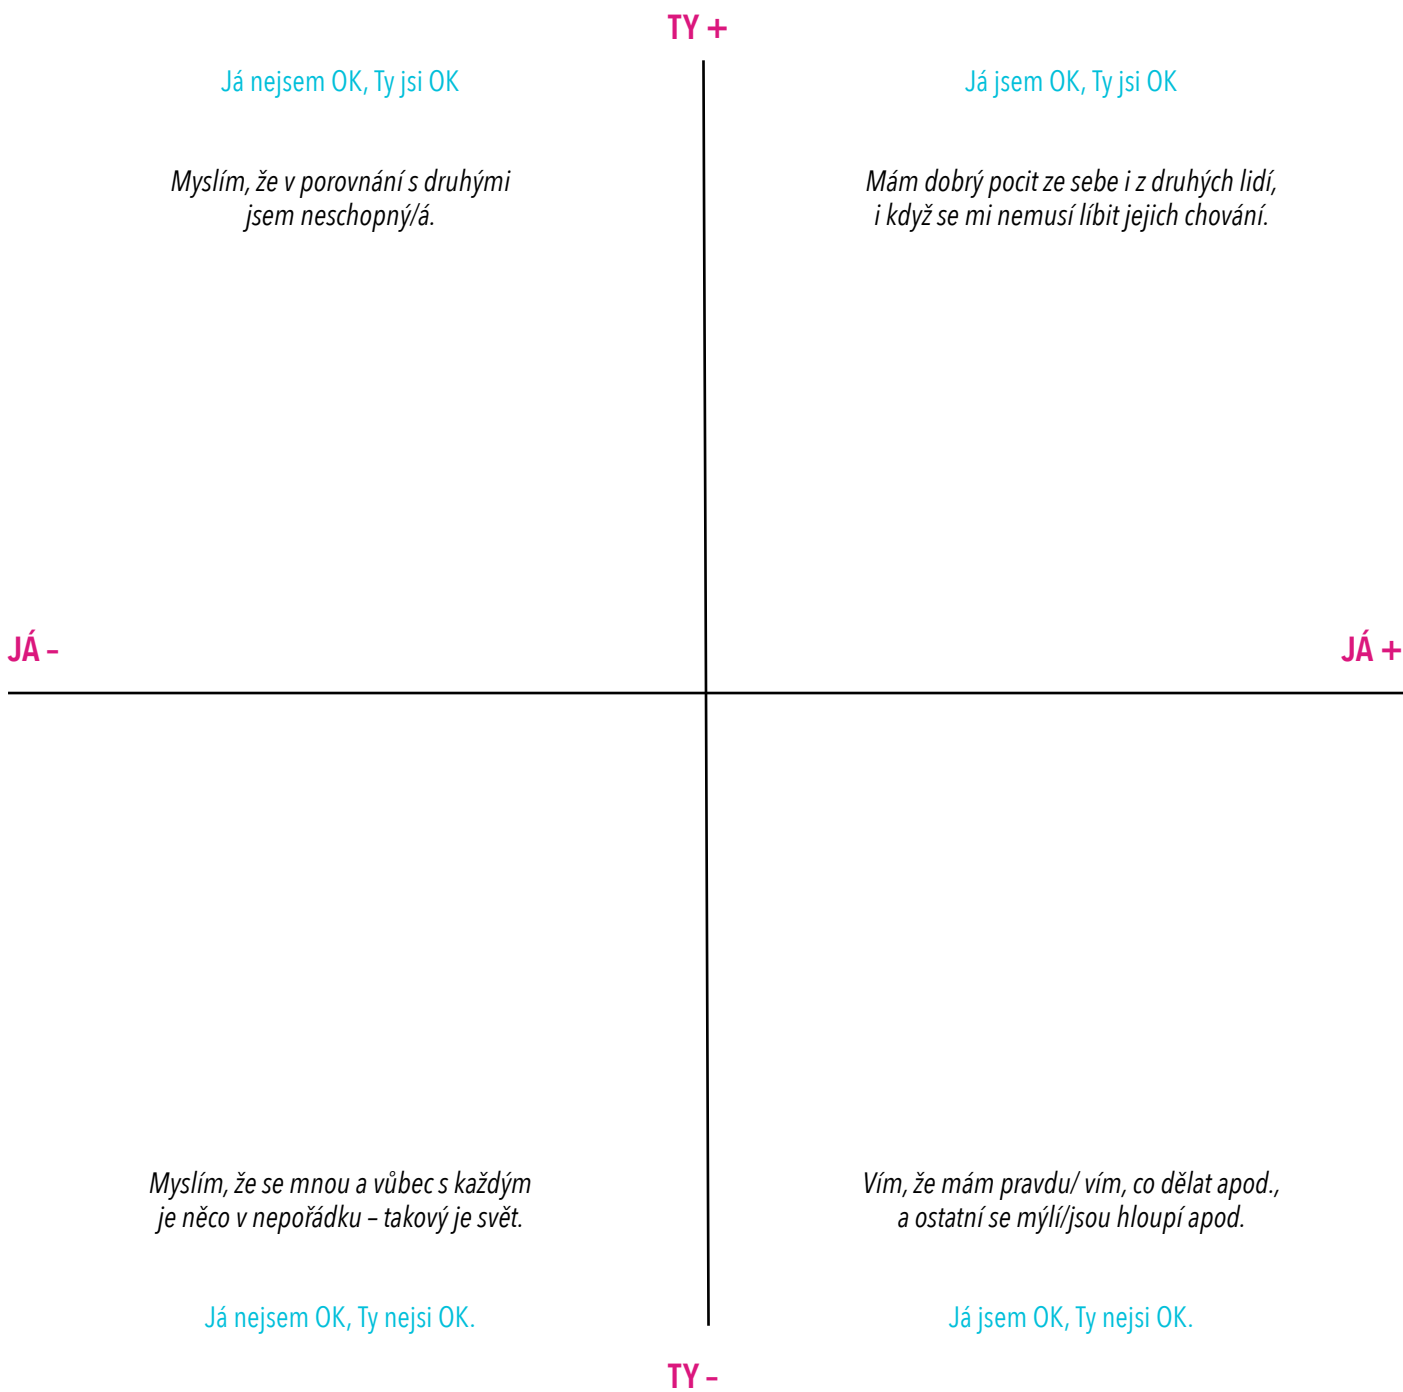 TY +
Já nejsem OK, Ty jsi OK
Já jsem OK, Ty jsi OK
Myslím, že v porovnání s druhými
jsem neschopný/á.
Mám dobrý pocit ze sebe i z druhých lidí,
i když se mi nemusí líbit jejich chování.
JÁ –
JÁ +
Myslím, že se mnou a vůbec s každým
je něco v nepořádku – takový je svět.
Vím, že mám pravdu/ vím, co dělat apod.,
a ostatní se mýlí/jsou hloupí apod.
Já nejsem OK, Ty nejsi OK.
Já jsem OK, Ty nejsi OK.
TY –